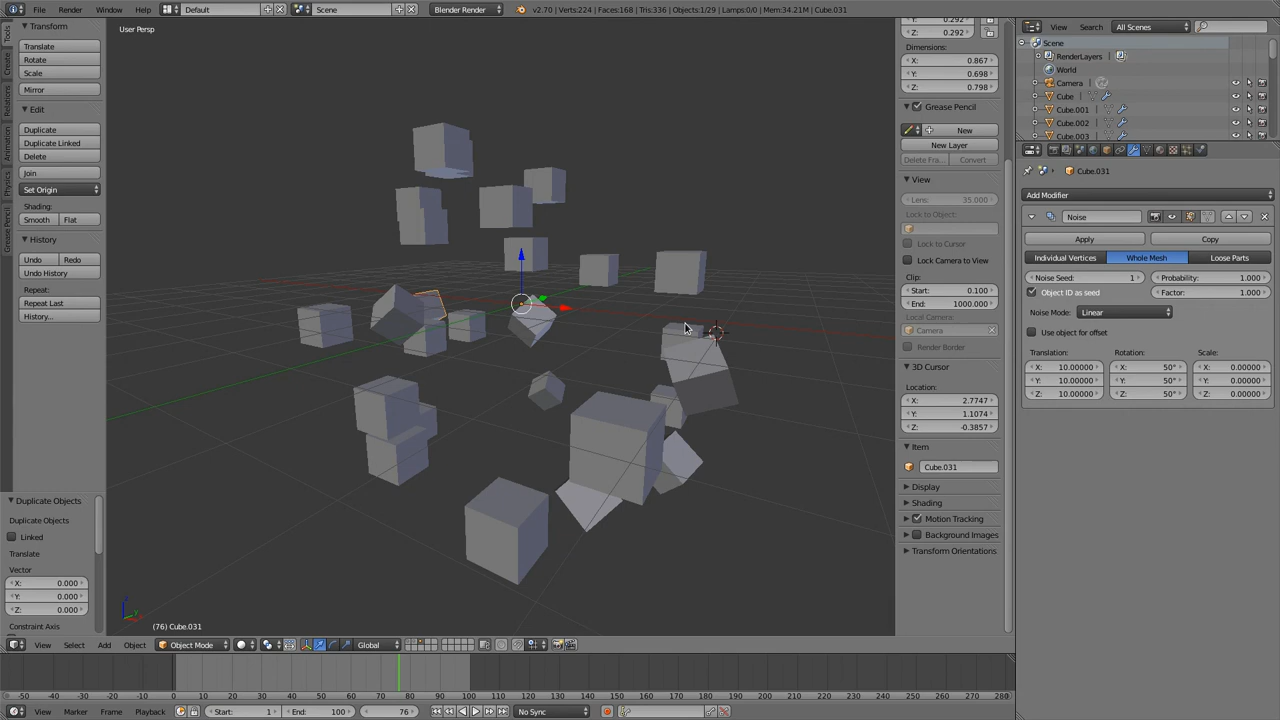 File Render Window Help Default Scene Blender Render v2.70 | Verts:224 | Faces:168 | Tris:336 | Objects:1/29 | Lamps:0/0 | Mem:34.21M | Cube.031
Tools
Create
Relations
Animation
Physics
Grease Pencil
Transform
Translate
Rotate
Scale
Mirror
Edit
Duplicate
Duplicate Linked
Delete
Join
Set Origin
Shading:
Smooth Flat
History
Undo Redo
Undo History
Repeat:
Repeat Last
History...
Duplicate Objects
Duplicate Objects
Linked
Translate
Vector
X: 0.000
Y: 0.000
Z: 0.000
Constraint Axis
User Persp
(76) Cube.031
Y: 0.292
Z: 0.292
Dimensions:
X: 0.867
Y: 0.698
Z: 0.798
Grease Pencil
New
New Layer
Delete Fra... Convert
View
Lens: 35.000
Lock to Object:
Lock to Cursor
Lock Camera to View
Clip:
Start: 0.100
End: 1000.000
Local Camera:
Camera
Render Border
3D Cursor
Location:
X: 2.7747
Y: 1.1074
Z: -0.3857
Item
Cube.031
Display
Shading
Motion Tracking
Background Images
Transform Orientations
View Search All Scenes
Scene
RenderLayers
World
Camera
Cube
Cube.001
Cube.002
Cube.003
Cube.031
Add Modifier
Noise
Apply Copy
Individual Vertices Whole Mesh Loose Parts
Noise Seed: 1 Probability: 1.000
Object ID as seed Factor: 1.000
Noise Mode: Linear
Use object for offset
Translation: Rotation: Scale:
X: 10.00000 X: 50° X: 0.00000
Y: 10.00000 Y: 50° Y: 0.00000
Z: 10.00000 Z: 50° Z: 0.00000
View Select Add Object Object Mode Global
-50 -40 -30 -20 -10 0 10 20 30 40 50 60 70 80 90 100 110 120 130 140 150 160 170 180 190 200 210 220 230 240 250 260 270 280
View Marker Frame Playback Start: 1 End: 100 76 No Sync